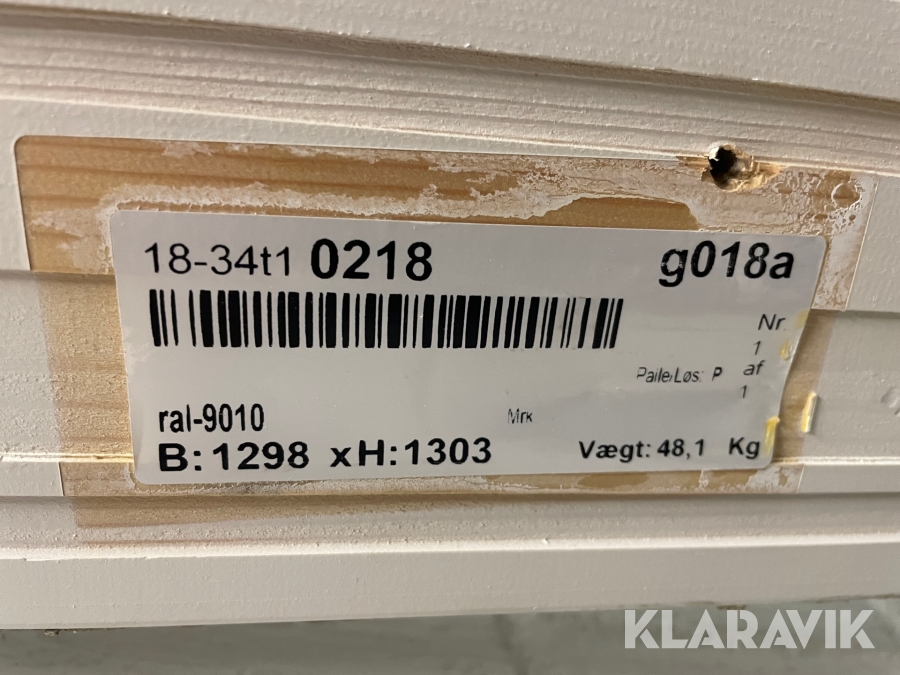 18-34t1 0218 g018a
Nr.
1
Palle/Løs: P af
1
ral-9010 Mrk
B: 1298 xH: 1303 Vægt: 48,1 Kg
KLARAVIK